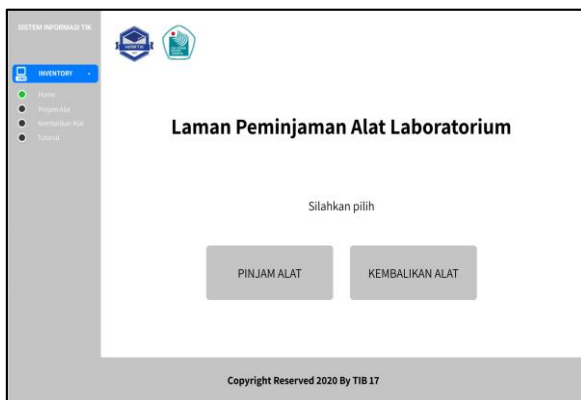 SISTEM INFORMASI TIK
INVENTORY
Home
Pinjam Alat
Kembalikan Alat
Tutorial
Laman Peminjaman Alat Laboratorium
Silahkan pilih
PINJAM ALAT
KEMBALIKAN ALAT
Copyright Reserved 2020 By TIB 17